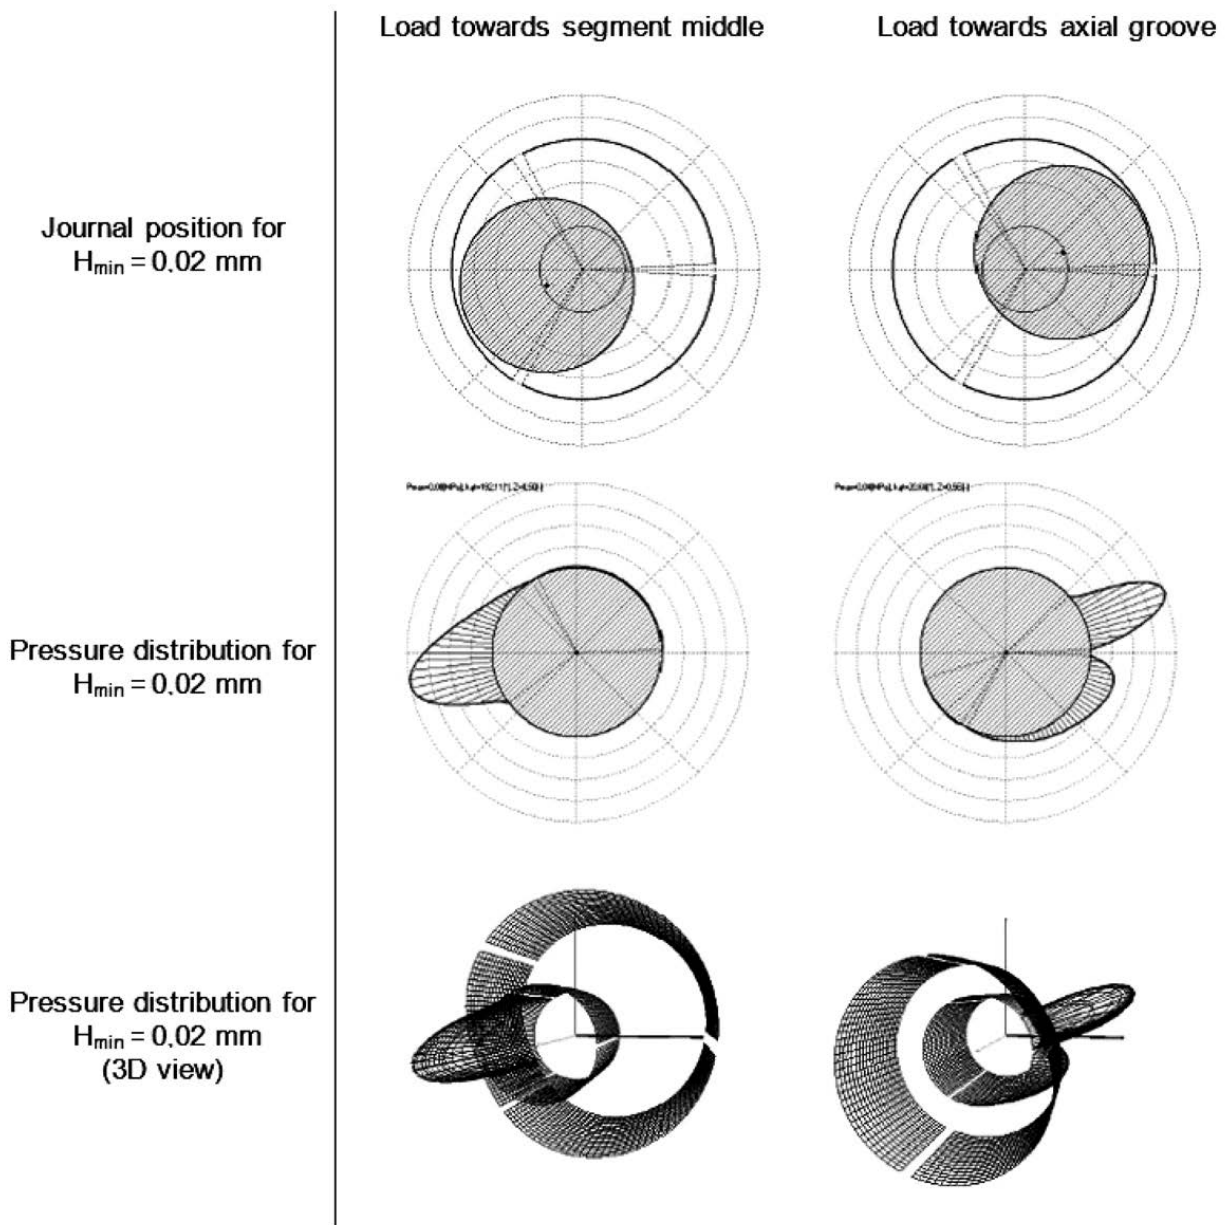 Load towards segment middle
Load towards axial groove
Journal position for
Hmin = 0.02 mm
Pressure distribution for
Hmin = 0.02 mm
Pressure distribution for
Hmin = 0.02 mm
(3D view)